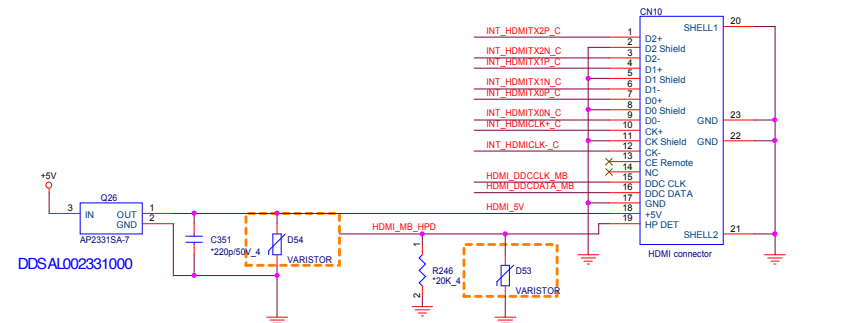 CN10
INT_HDMITX2P_C 1 D2+ SHELL1 20
2 D2 Shield
INT_HDMITX2N_C 3 D2-
INT_HDMITX1P_C 4 D1+
5 D1 Shield
INT_HDMITX1N_C 6 D1-
INT_HDMITX0P_C 7 D0+
8 D0 Shield GND 23
INT_HDMITX0N_C 9 D0-
INT_HDMICLK+_C 10 CK+
11 CK Shield GND 22
INT_HDMICLK-_C 12 CK-
13 CE Remote
14 NC
HDMI_DDCCLK_MB 15 DDC CLK
HDMI_DDCDATA_MB 16 DDC DATA
17 GND
HDMI_5V 18 +5V
HDMI_MB_HPD 19 HP DET
SHELL2 21
HDMI connector
+5V
Q26
3 IN OUT 1
GND 2
AP2331SA-7
DDSAL002331000
C351
*220p/50V_4
D54
VARISTOR
1
R246
*20K_4
2
D53
VARISTOR